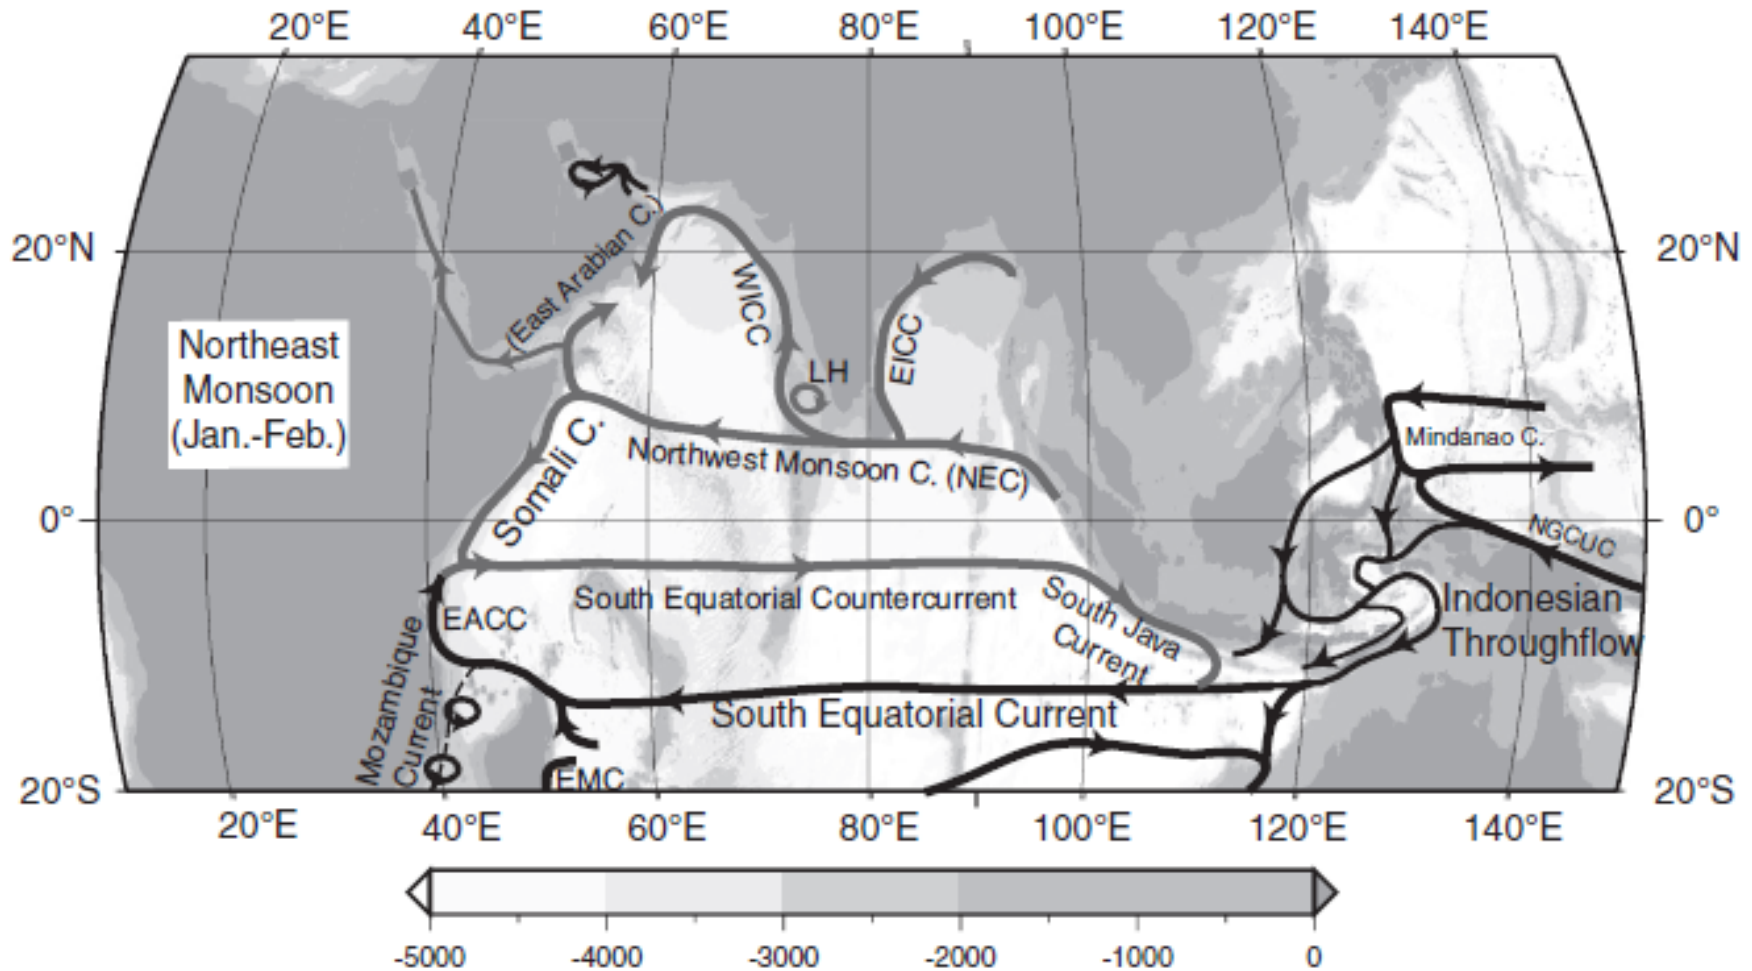 20°E 40°E 60°E 80°E 100°E 120°E 140°E
20°N
20°N
(East Arabian C.)
WICC
EICC
LH
Northeast
Monsoon
(Jan.-Feb.)
Somali C.
Northwest Monsoon C. (NEC)
Mindanao C.
0°
0°
NGCUC
South Equatorial Countercurrent
South Java
Current
EACC
Indonesian
Throughflow
Mozambique
Current
South Equatorial Current
EMC
20°S
20°S
20°E 40°E 60°E 80°E 100°E 120°E 140°E
-5000 -4000 -3000 -2000 -1000 0